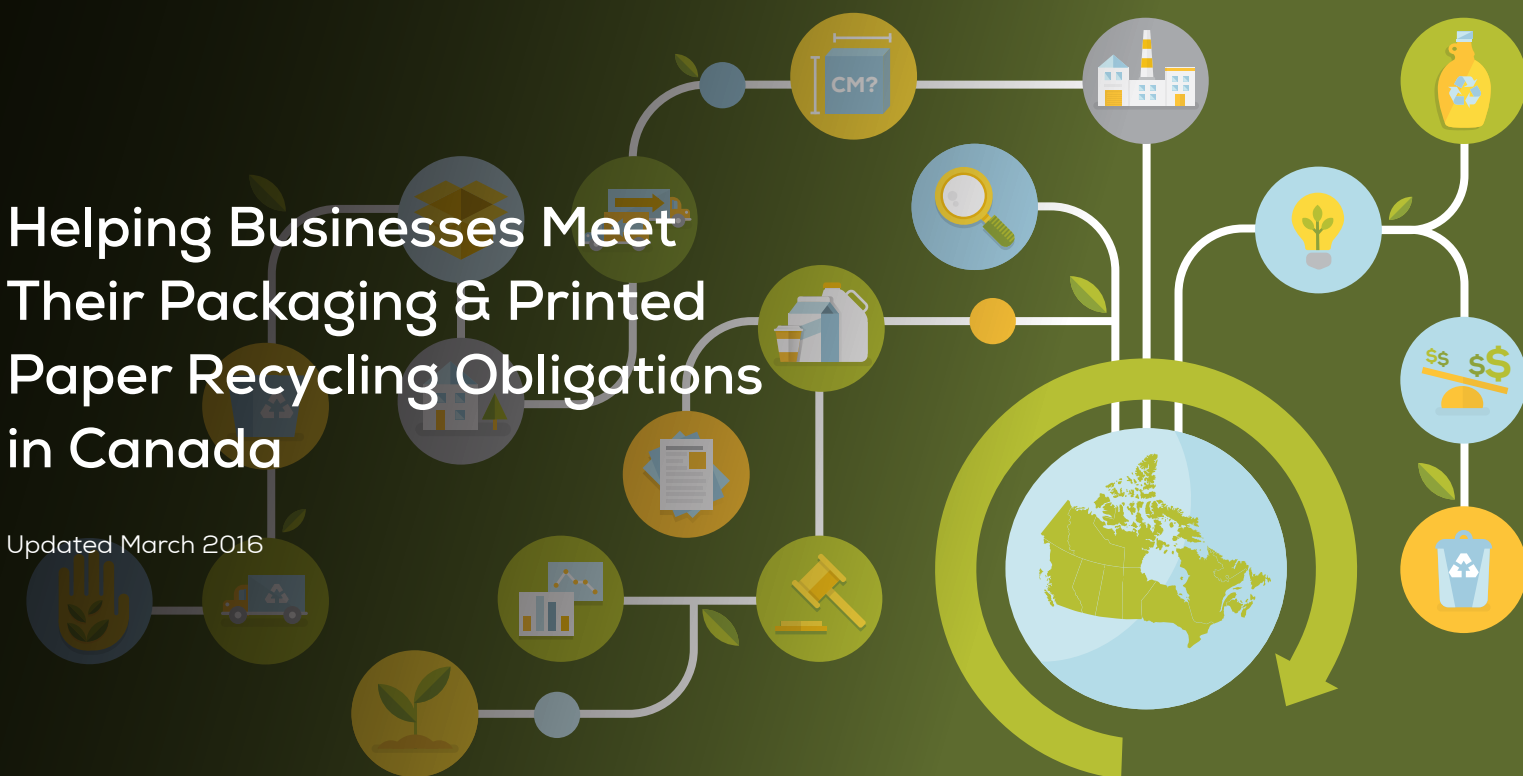 Helping Businesses Meet
Their Packaging & Printed
Paper Recycling Obligations
in Canada
Updated March 2016
CM?
$$ $$